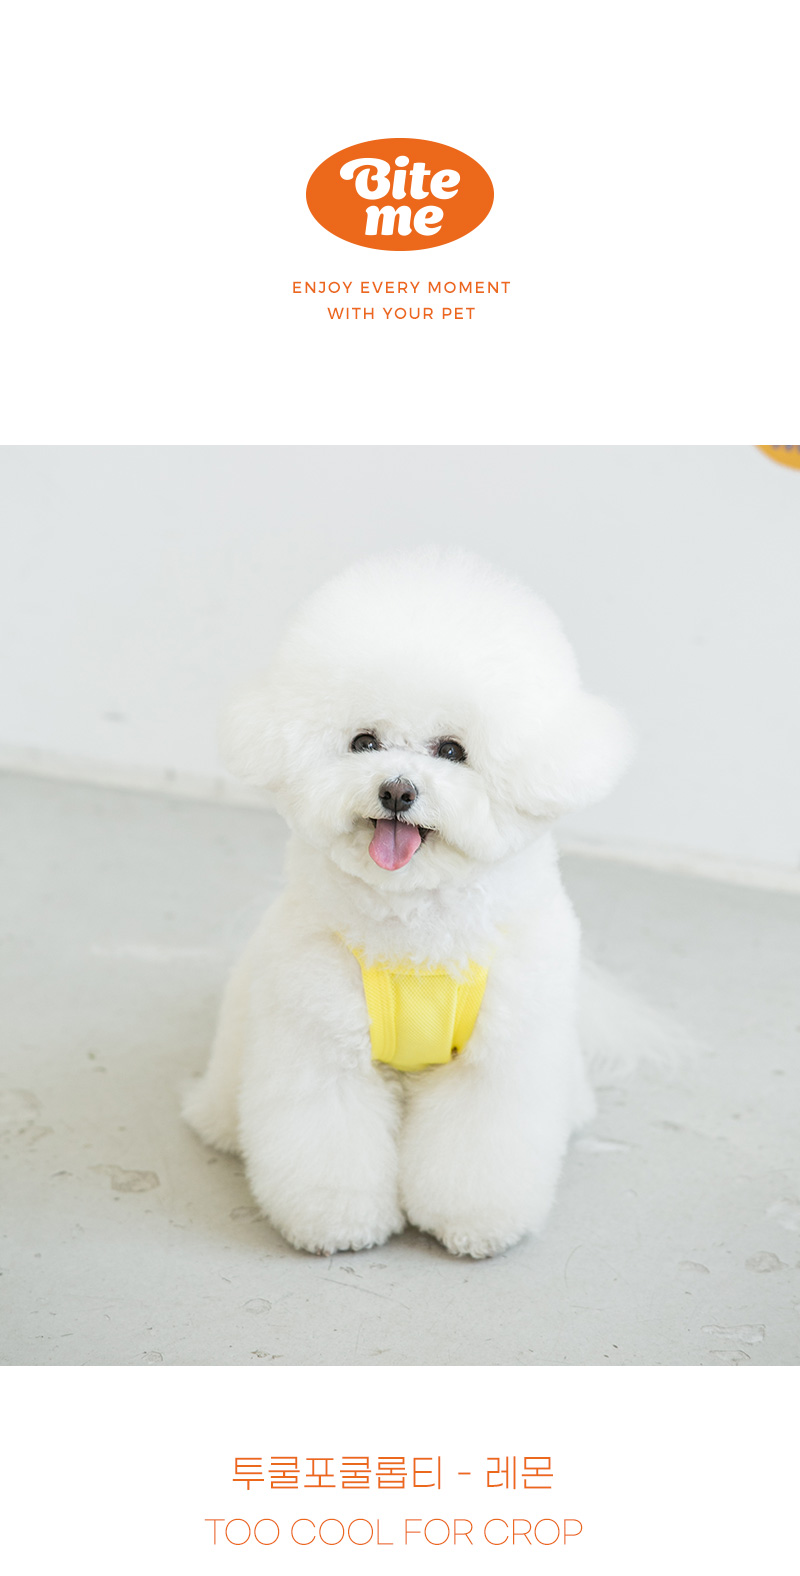 Bite
me
ENJOY EVERY MOMENT
WITH YOUR PET
투쿨포쿨롭티 - 레몬
TOO COOL FOR CROP